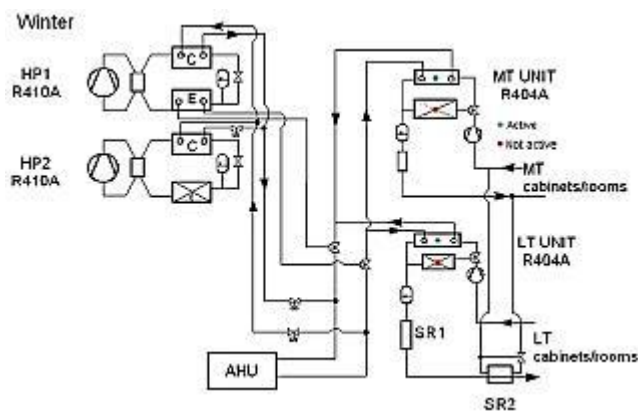 Winter
HP1
R410A
C
E
HP2
R410A
C
MT UNIT
R404A
Active
Not active
MT
cabinets/rooms
LT UNIT
R404A
SR1
LT
cabinets/rooms
AHU
SR2